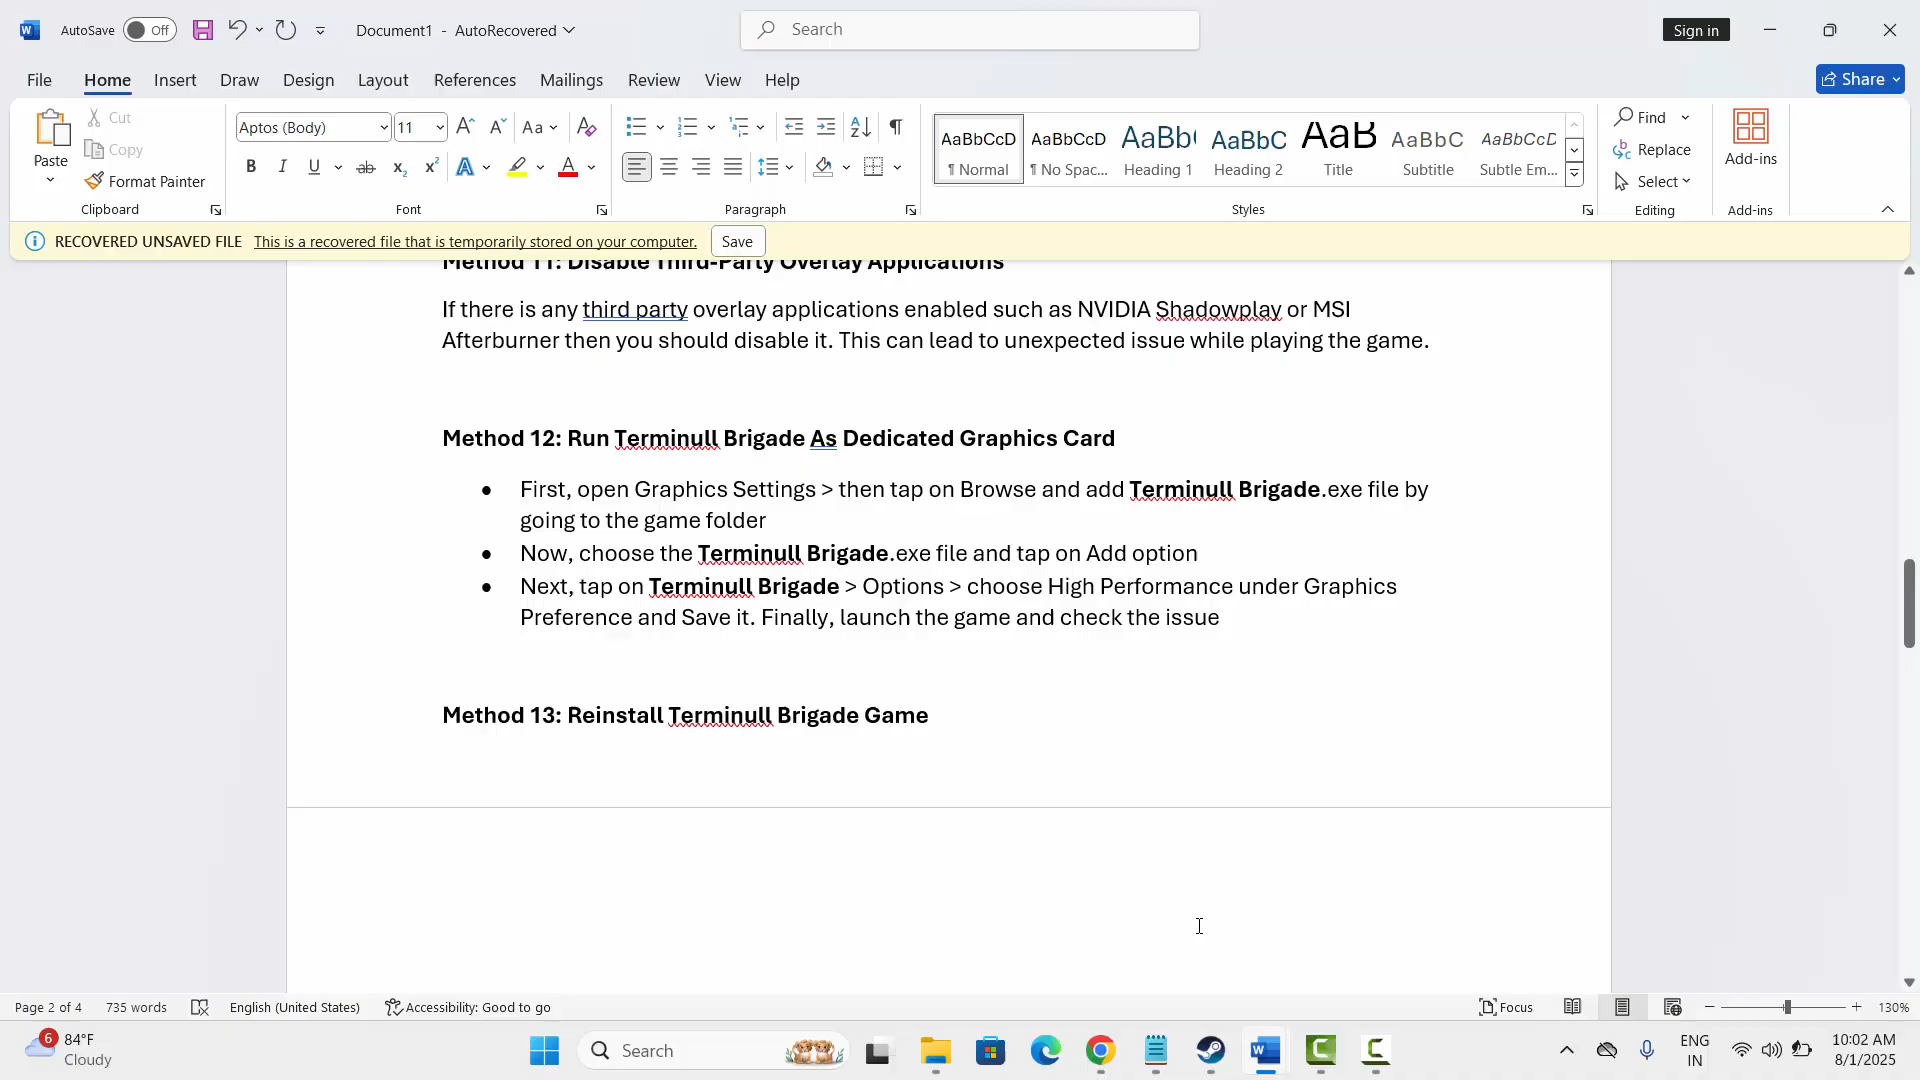 AutoSave Off Document1 - AutoRecovered Search Sign in
File Home Insert Draw Design Layout References Mailings Review View Help Share
Paste Cut Copy Format Painter Clipboard
Aptos (Body) 11 Font
Paragraph
AaBbCcD AaBbCcD AaBb( AaBbC AaB AaBbC AaBbCcD
¶ Normal ¶ No Spac... Heading 1 Heading 2 Title Subtitle Subtle Em...
Styles
Find Replace Select Editing
Add-ins Add-ins
RECOVERED UNSAVED FILE This is a recovered file that is temporarily stored on your computer. Save
Method 11: Disable Third-Party Overlay Applications
If there is any third party overlay applications enabled such as NVIDIA Shadowplay or MSI
Afterburner then you should disable it. This can lead to unexpected issue while playing the game.
Method 12: Run Terminull Brigade As Dedicated Graphics Card
• First, open Graphics Settings > then tap on Browse and add Terminull Brigade.exe file by
going to the game folder
• Now, choose the Terminull Brigade.exe file and tap on Add option
• Next, tap on Terminull Brigade > Options > choose High Performance under Graphics
Preference and Save it. Finally, launch the game and check the issue
Method 13: Reinstall Terminull Brigade Game
Page 2 of 4 735 words English (United States) Accessibility: Good to go Focus 130%
6 84°F Cloudy Search ENG IN 10:02 AM 8/1/2025